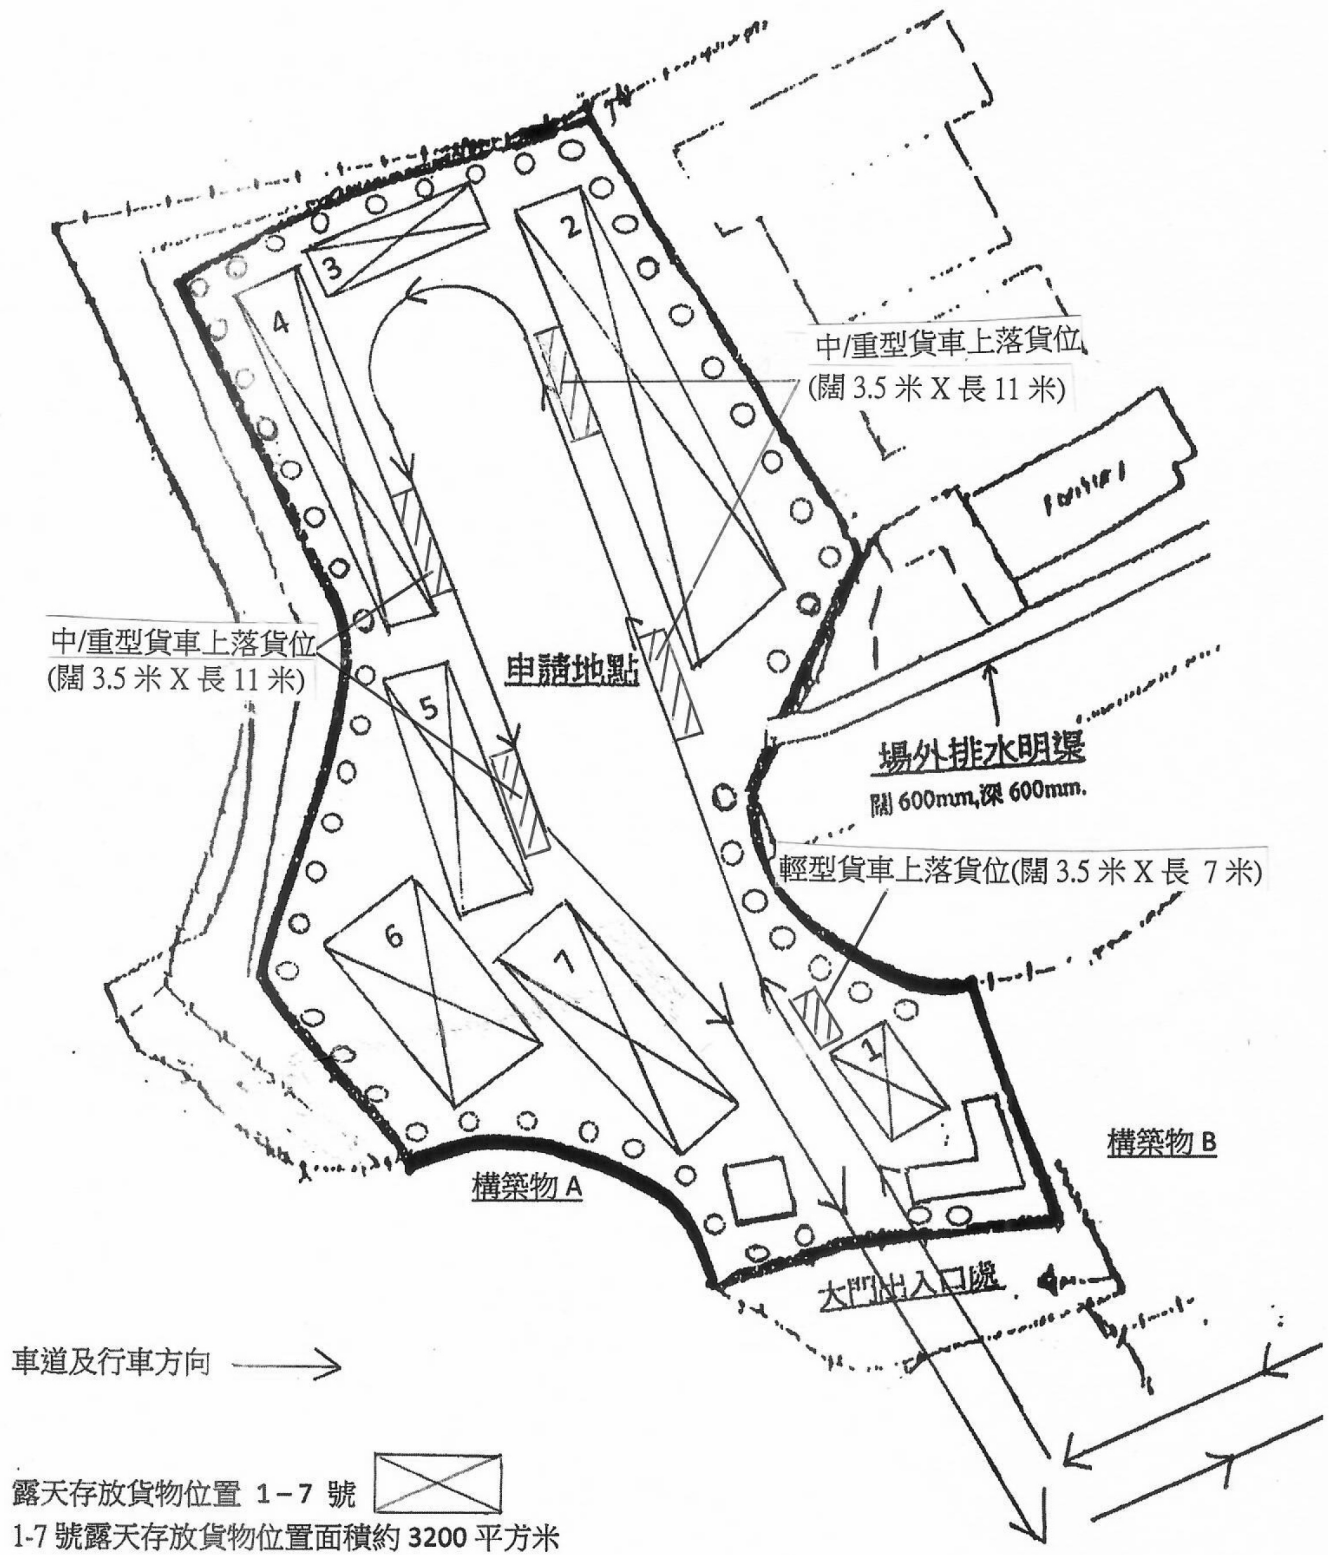 2
3
4
中/重型貨車上落貨位
(闊 3.5 米 X 長 11 米)
中/重型貨車上落貨位
(闊 3.5 米 X 長 11 米)
申請地點
5
場外排水明渠
闊 600mm,深 600mm.
輕型貨車上落貨位(闊 3.5 米 X 長 7 米)
6
7
1
構築物 B
構築物 A
大門出入口處
車道及行車方向
露天存放貨物位置 1–7 號
1-7 號露天存放貨物位置面積約 3200 平方米